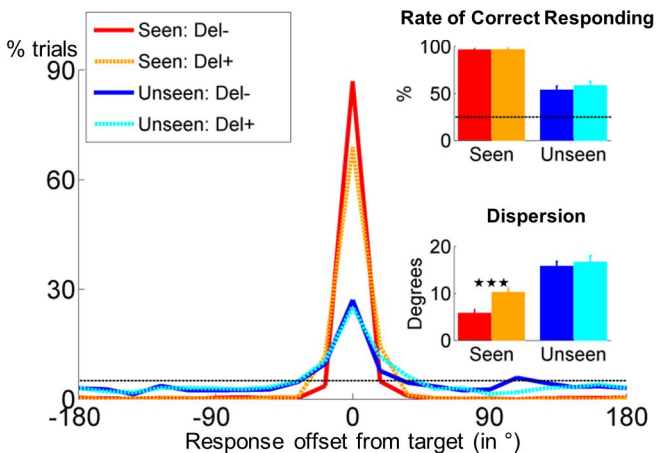 Rate of Correct Responding
% trials
Seen: Del-
Seen: Del+
Unseen: Del-
Unseen: Del+
90
60
30
0
-180
-90
0
90
180
Response offset from target (in °)
%
100
50
0
Seen
Unseen
Dispersion
Degrees
20
10
0
★★★
Seen
Unseen